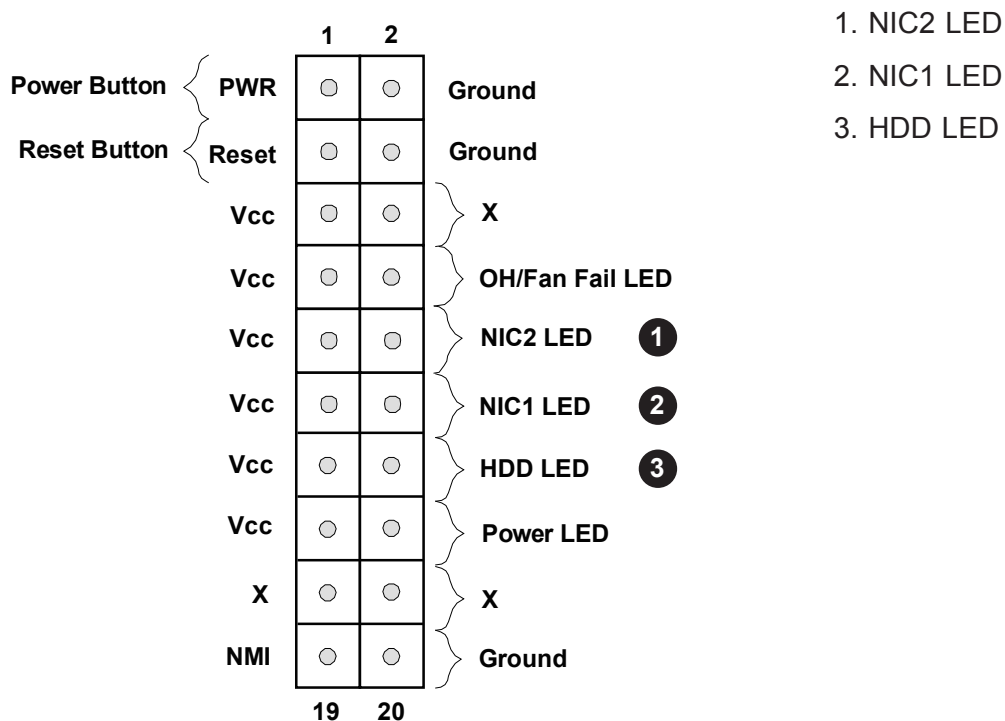 1 2
Power Button PWR Ground
Reset Button Reset Ground
Vcc X
Vcc OH/Fan Fail LED
Vcc NIC2 LED 1
Vcc NIC1 LED 2
Vcc HDD LED 3
Vcc Power LED
X X
NMI Ground
19 20
1. NIC2 LED
2. NIC1 LED
3. HDD LED